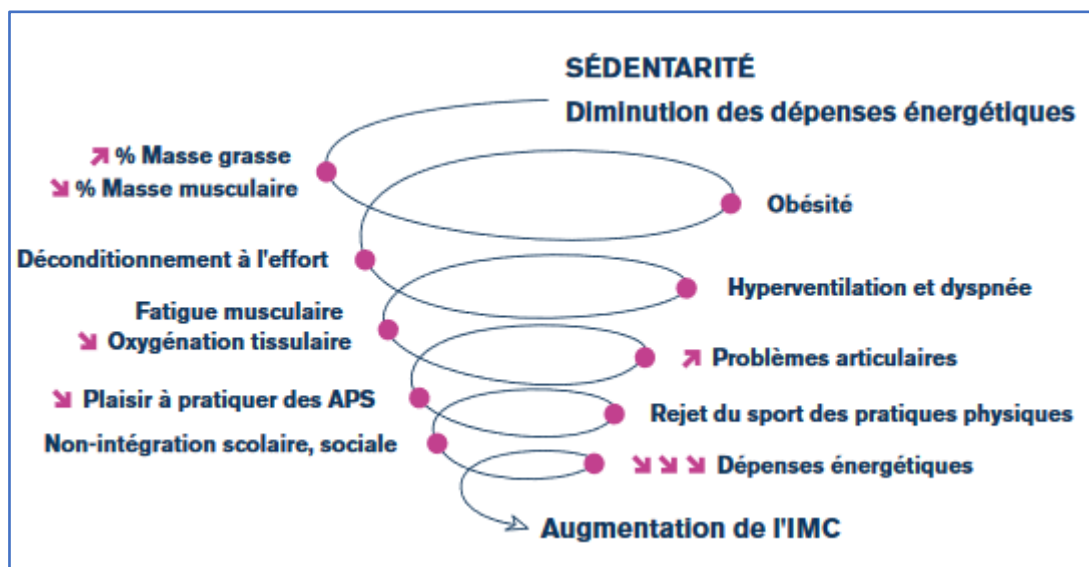 SÉDENTARITÉ
Diminution des dépenses énergétiques
↗ % Masse grasse
↘ % Masse musculaire
Obésité
Déconditionnement à l'effort
Hyperventilation et dyspnée
Fatigue musculaire
↘ Oxygénation tissulaire
↗ Problèmes articulaires
↘ Plaisir à pratiquer des APS
Rejet du sport des pratiques physiques
Non-intégration scolaire, sociale
↘ ↘ ↘ Dépenses énergétiques
Augmentation de l'IMC